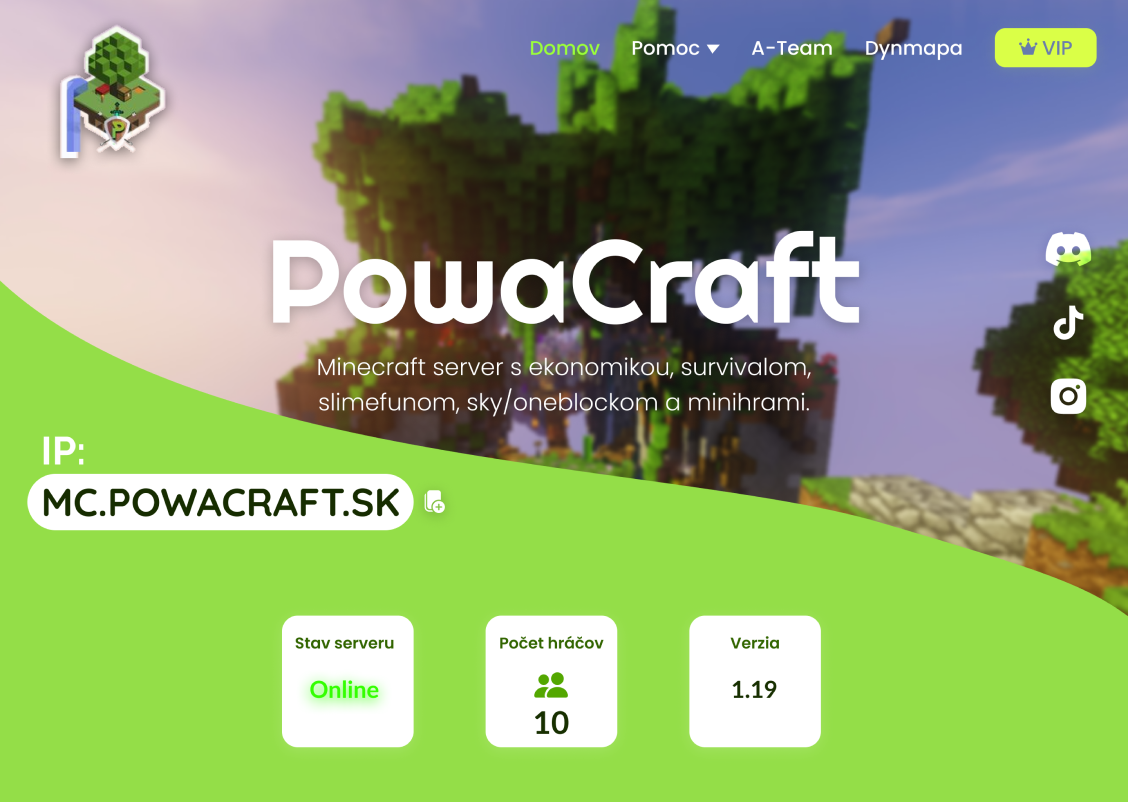 Domov
Pomoc
A-Team
Dynmapa
VIP
P
PowaCraft
Minecraft server s ekonomikou, survivalom,
slimefunom, sky/oneblockom a minihrami.
IP:
MC.POWACRAFT.SK
Stav serveru
Online
Počet hráčov
10
Verzia
1.19